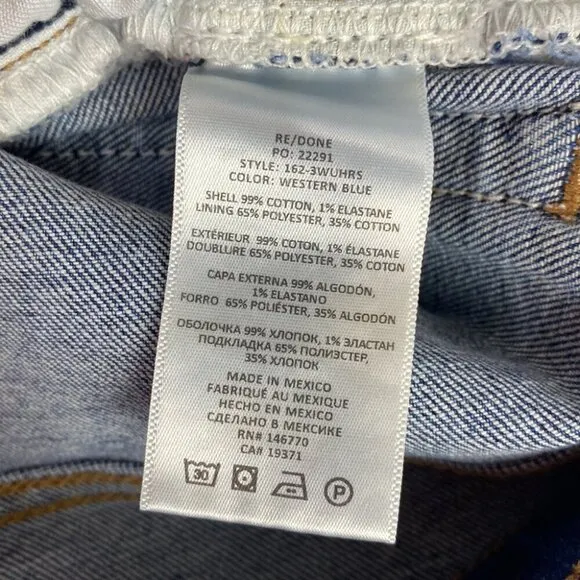 RE/DONE
PO: 22291
STYLE: 162-3WUHRS
COLOR: WESTERN BLUE
SHELL 99% COTTON, 1% ELASTANE
LINING 65% POLYESTER, 35% COTTON
EXTÉRIEUR 99% COTON, 1% ÉLASTANE
DOUBLURE 65% POLYESTER, 35% COTON
CAPA EXTERNA 99% ALGODÓN,
1% ELASTANO
FORRO 65% POLIÉSTER, 35% ALGODÓN
ОБОЛОЧКА 99% ХЛОПОК, 1% ЭЛАСТАН
ПОДКЛАДКА 65% ПОЛИЭСТЕР,
35% ХЛОПОК
MADE IN MEXICO
FABRIQUÉ AU MEXIQUE
HECHO EN MÉXICO
СДЕЛАНО В МЕКСИКЕ
RN# 146770
CA# 19371
30 P